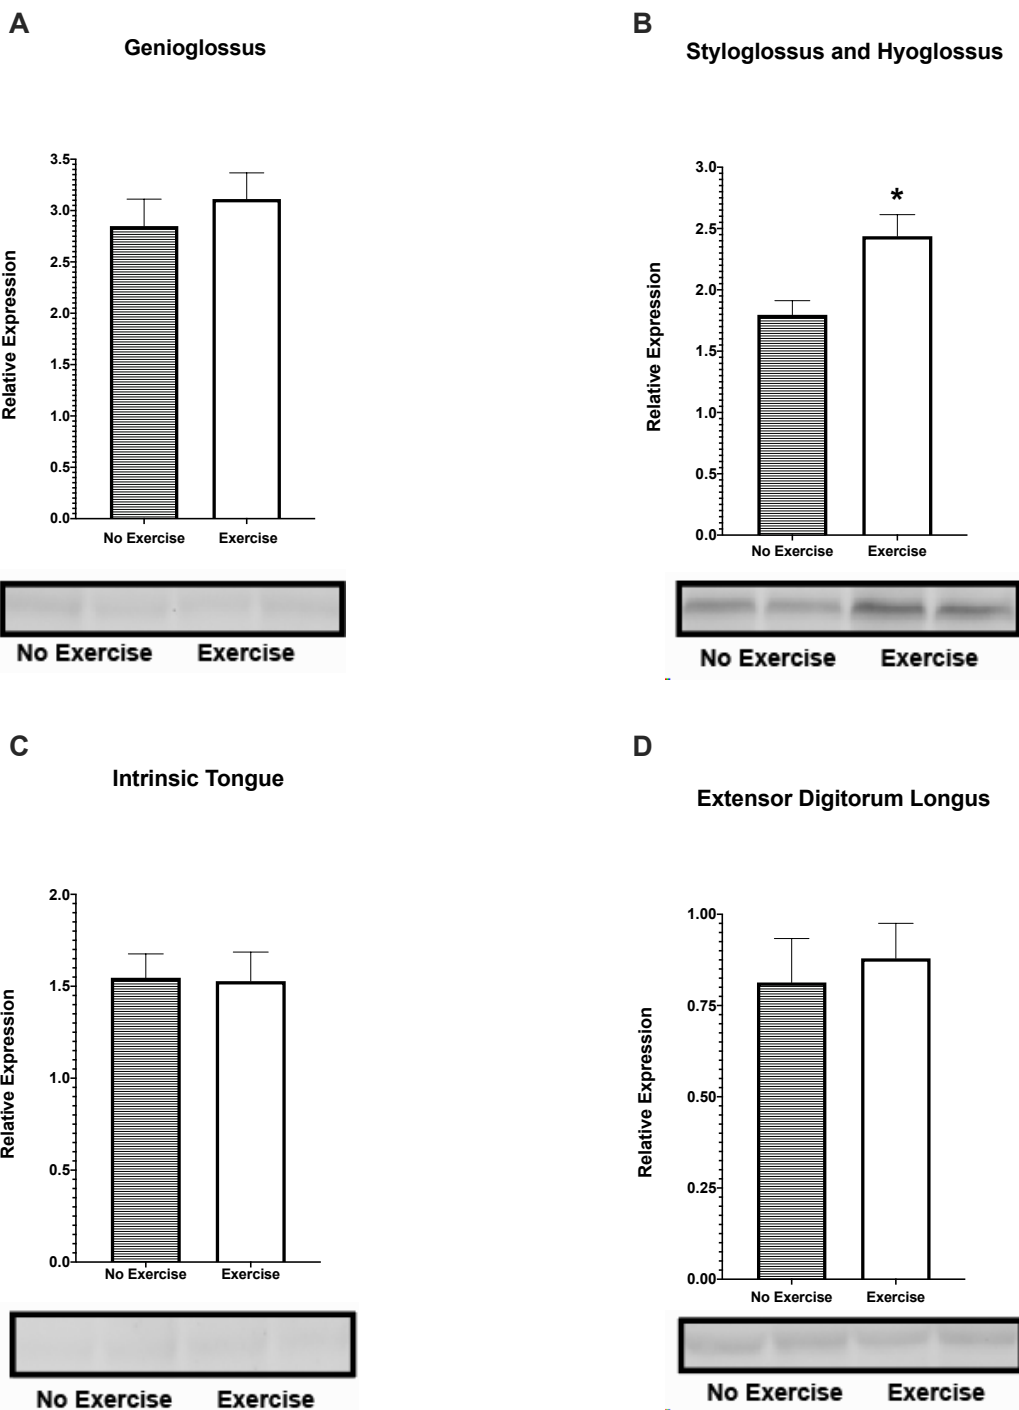 A
Genioglossus
Relative Expression
3.5
3.0
2.5
2.0
1.5
1.0
0.5
0.0
No Exercise Exercise
No Exercise Exercise
B
Styloglossus and Hyoglossus
Relative Expression
3.0
2.5
2.0
1.5
1.0
0.5
0.0
*
No Exercise Exercise
No Exercise Exercise
C
Intrinsic Tongue
Relative Expression
2.0
1.5
1.0
0.5
0.0
No Exercise Exercise
No Exercise Exercise
D
Extensor Digitorum Longus
Relative Expression
1.00
0.75
0.50
0.25
0.00
No Exercise Exercise
No Exercise Exercise